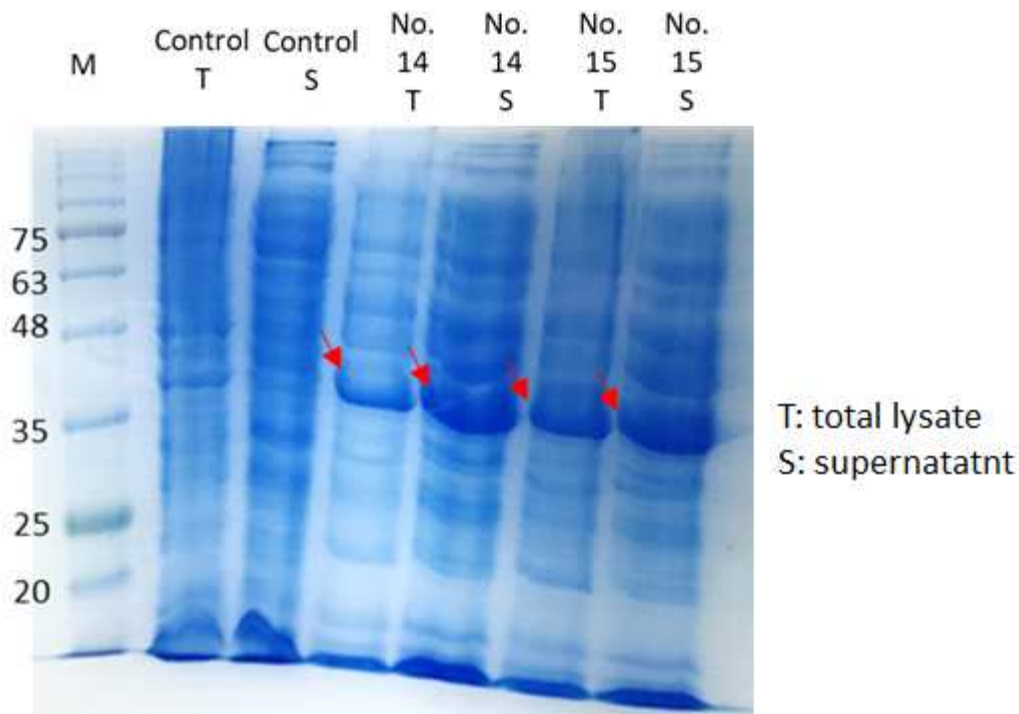 M
Control
T
Control
S
No.
14
T
No.
14
S
No.
15
T
No.
15
S
75
63
48
35
25
20
T: total lysate
S: supernatatnt